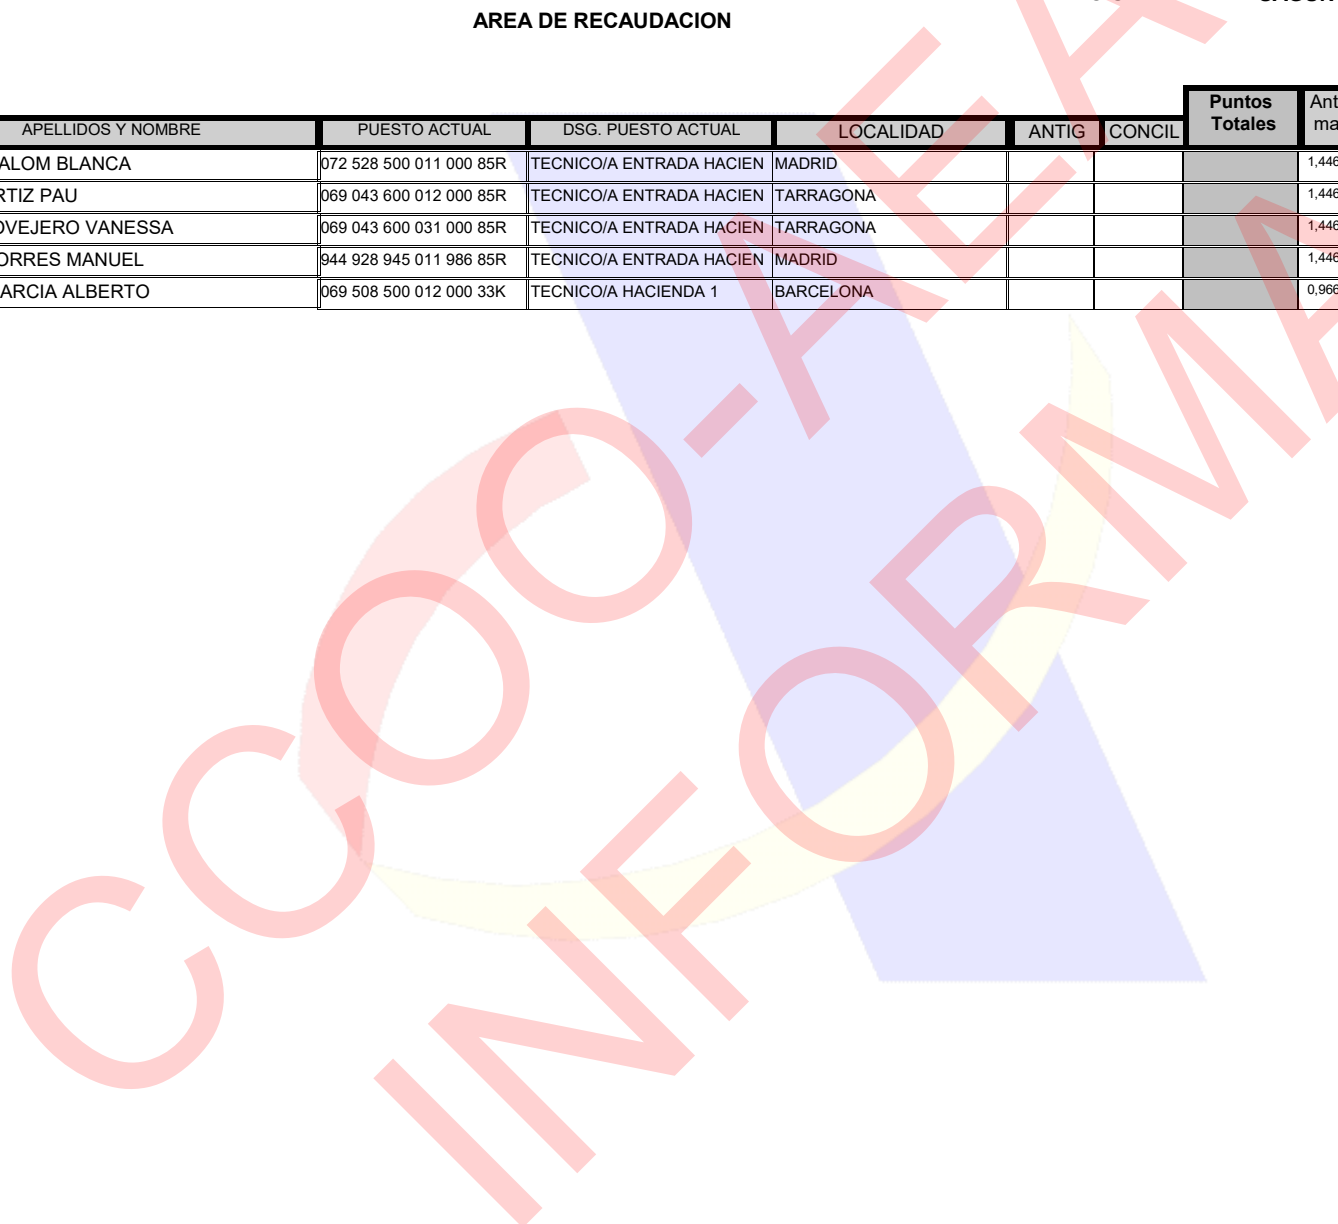 AREA DE RECAUDACION
Puntos Totales
APELLIDOS Y NOMBRE PUESTO ACTUAL DSG. PUESTO ACTUAL LOCALIDAD ANTIG CONCIL
ALOM BLANCA 072 528 500 011 000 85R TECNICO/A ENTRADA HACIEN MADRID 1,446
RTIZ PAU 069 043 600 012 000 85R TECNICO/A ENTRADA HACIEN TARRAGONA 1,446
OVEJERO VANESSA 069 043 600 031 000 85R TECNICO/A ENTRADA HACIEN TARRAGONA 1,446
ORRES MANUEL 944 928 945 011 986 85R TECNICO/A ENTRADA HACIEN MADRID 1,446
ARCIA ALBERTO 069 508 500 012 000 33K TECNICO/A HACIENDA 1 BARCELONA 0,966
CCOO-AEA
INFORMA